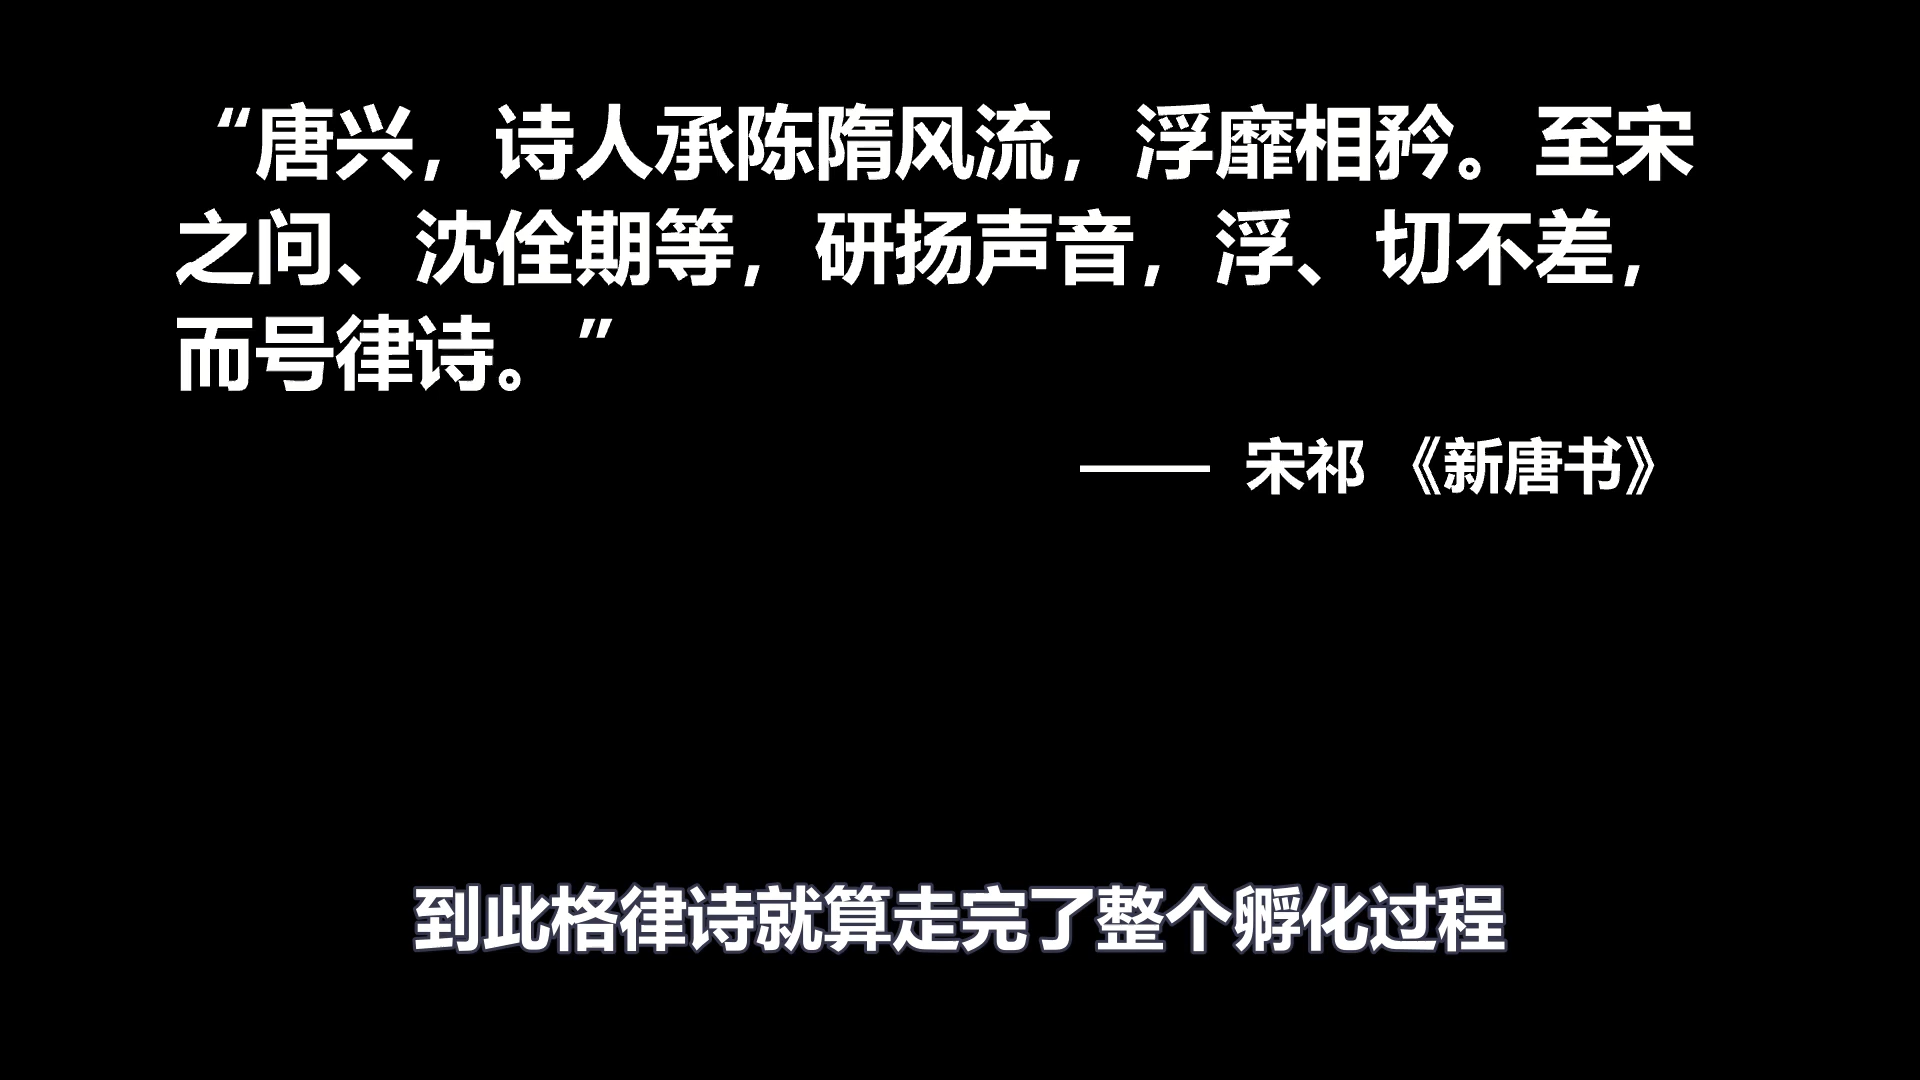 “唐兴，诗人承陈隋风流，浮靡相矜。至宋
之问、沈佺期等，研扬声音，浮、切不差，
而号律诗。”
—— 宋祁 《新唐书》
到此格律诗就算走完了整个孵化过程